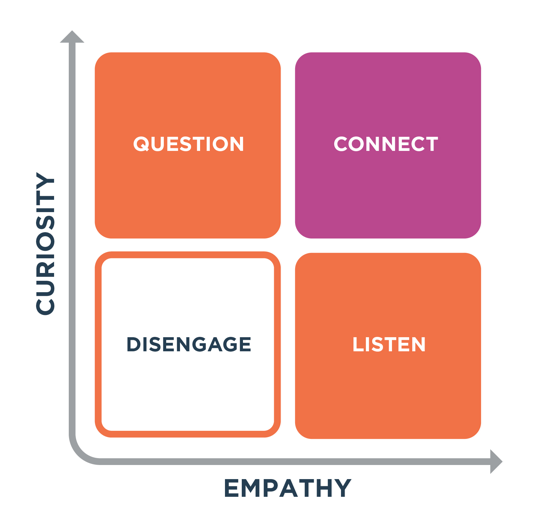 QUESTION
CONNECT
CURIOSITY
DISENGAGE
LISTEN
EMPATHY